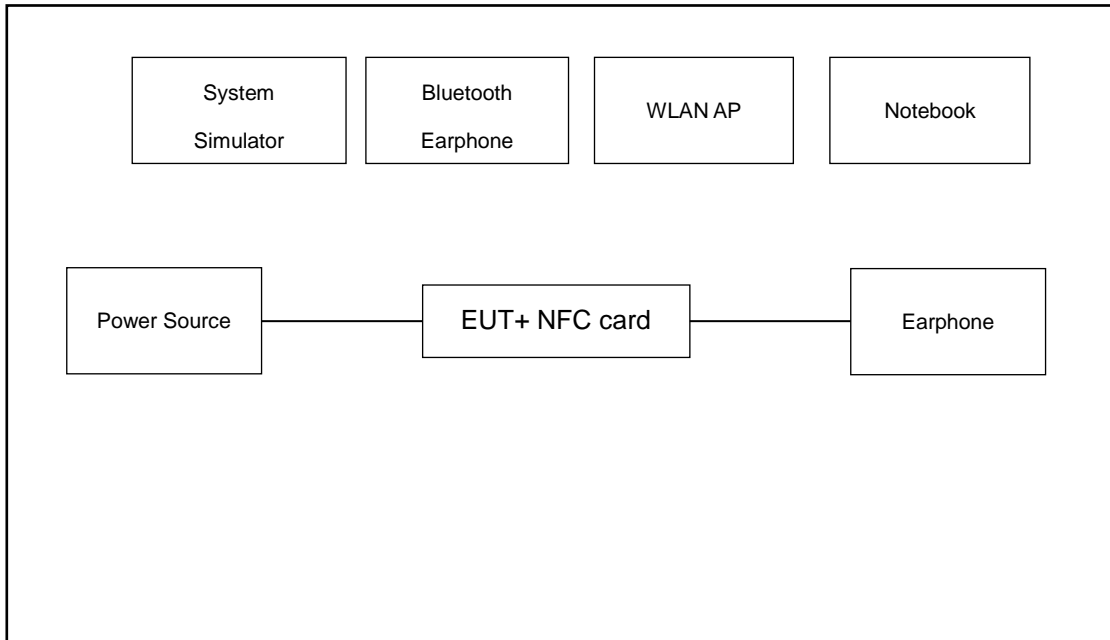 System
Simulator
Bluetooth
Earphone
WLAN AP
Notebook
Power Source
EUT+ NFC card
Earphone